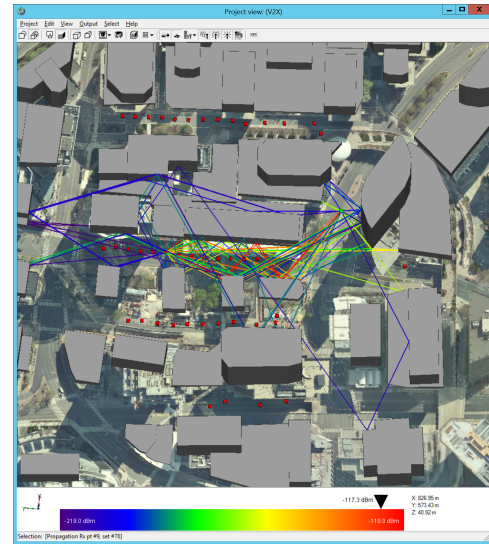 Project view: (V2X)
Project Edit View Output Select Help
-117.3 dBm
X: 826.95 m
Y: 573.43 m
Z: 40.92 m
-219.0 dBm
-110.0 dBm
Selection: [Propagation Rx pt #9, set #78]